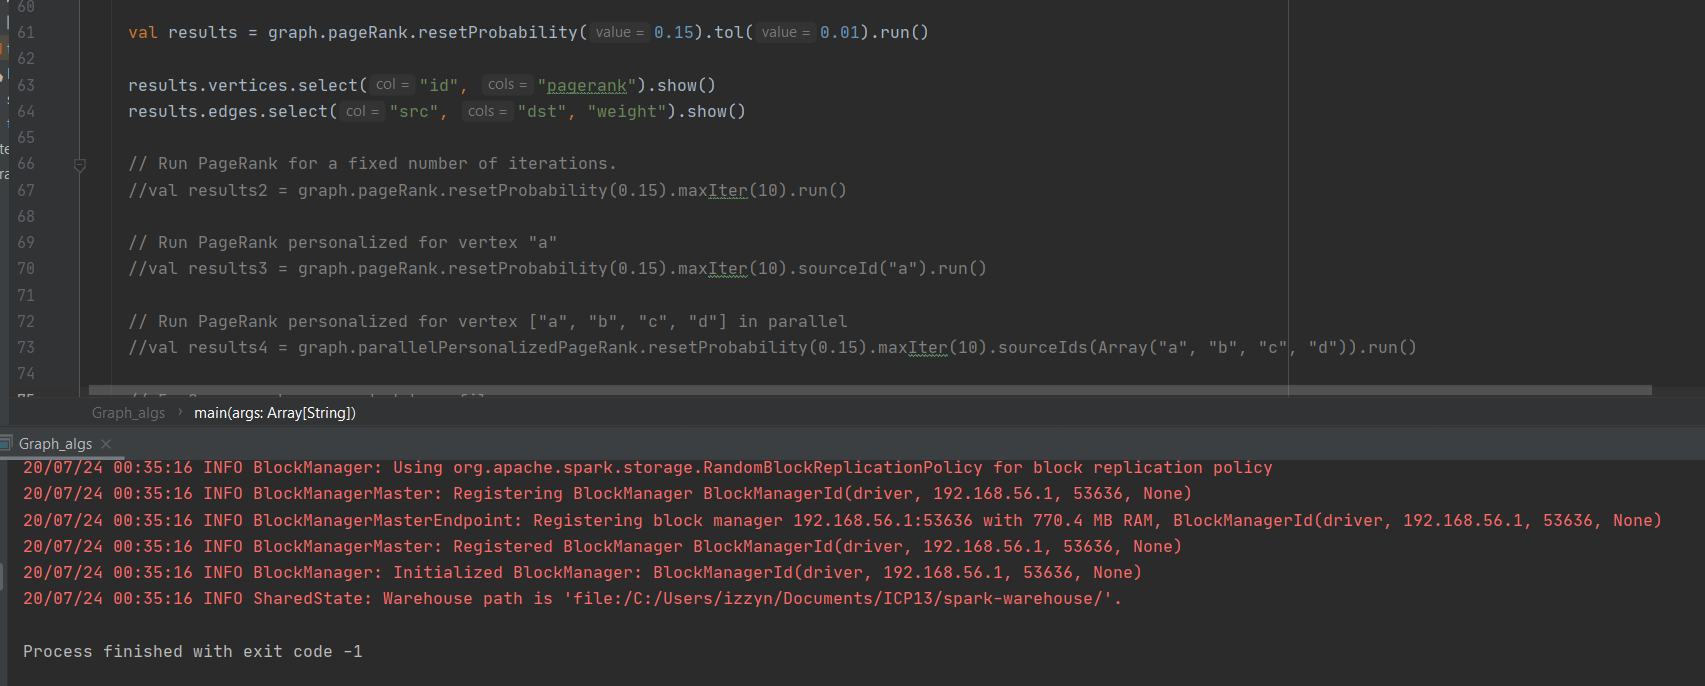 60
61 val results = graph.pageRank.resetProbability( value = 0.15).tol( value = 0.01).run()
62
63 results.vertices.select( col = "id", cols = "pagerank").show()
64 results.edges.select( col = "src", cols = "dst", "weight").show()
65
66 // Run PageRank for a fixed number of iterations.
67 //val results2 = graph.pageRank.resetProbability(0.15).maxIter(10).run()
68
69 // Run PageRank personalized for vertex "a"
70 //val results3 = graph.pageRank.resetProbability(0.15).maxIter(10).sourceId("a").run()
71
72 // Run PageRank personalized for vertex ["a", "b", "c", "d"] in parallel
73 //val results4 = graph.parallelPersonalizedPageRank.resetProbability(0.15).maxIter(10).sourceIds(Array("a", "b", "c", "d")).run()
74
Graph_algs › main(args: Array[String])
Graph_algs ×
20/07/24 00:35:16 INFO BlockManager: Using org.apache.spark.storage.RandomBlockReplicationPolicy for block replication policy
20/07/24 00:35:16 INFO BlockManagerMaster: Registering BlockManager BlockManagerId(driver, 192.168.56.1, 53636, None)
20/07/24 00:35:16 INFO BlockManagerMasterEndpoint: Registering block manager 192.168.56.1:53636 with 770.4 MB RAM, BlockManagerId(driver, 192.168.56.1, 53636, None)
20/07/24 00:35:16 INFO BlockManagerMaster: Registered BlockManager BlockManagerId(driver, 192.168.56.1, 53636, None)
20/07/24 00:35:16 INFO BlockManager: Initialized BlockManager: BlockManagerId(driver, 192.168.56.1, 53636, None)
20/07/24 00:35:16 INFO SharedState: Warehouse path is 'file:/C:/Users/izzyn/Documents/ICP13/spark-warehouse/'.
Process finished with exit code -1